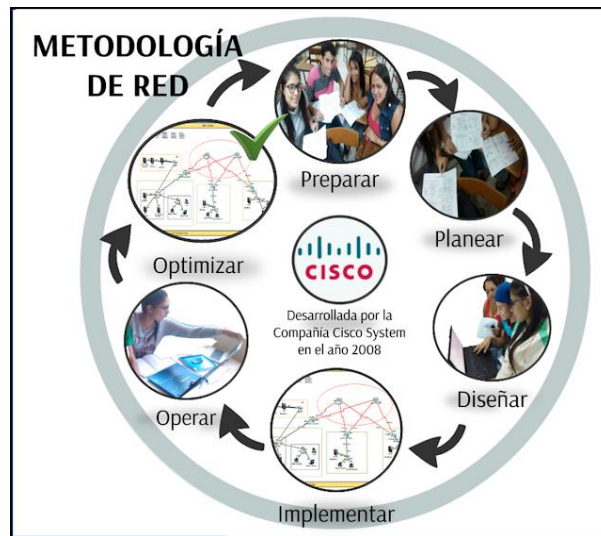 METODOLOGÍA
DE RED
Preparar
Planear
Diseñar
Implementar
Operar
Optimizar
CISCO
Desarrollada por la
Compañía Cisco System
en el año 2008